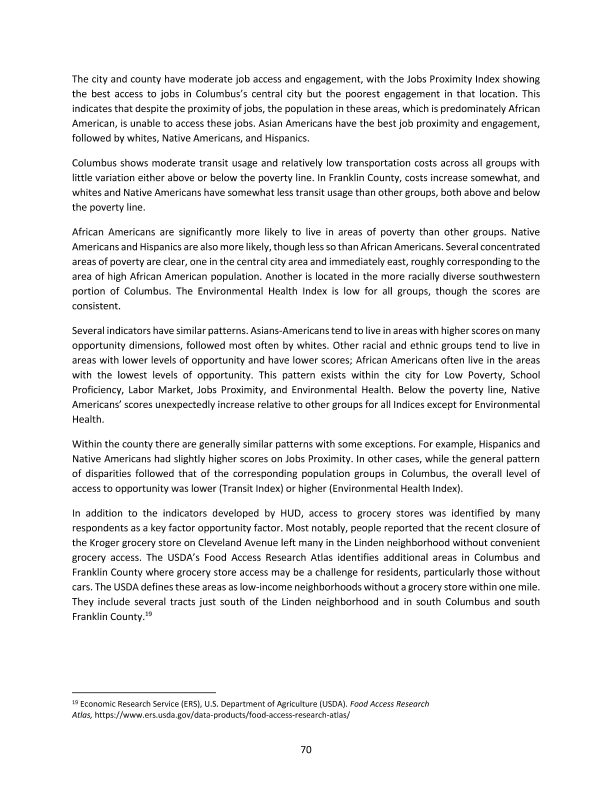 The city and county have moderate job access and engagement, with the Jobs Proximity Index showing
the best access to jobs in Columbus's central city but the poorest engagement in that location. This
indicates that despite the proximity of jobs, the population in these areas, which is predominately African
American, is unable to access these jobs. Asian Americans have the best job proximity and engagement,
followed by whites, Native Americans, and Hispanics.
Columbus shows moderate transit usage and relatively low transportation costs across all groups with
little variation either above or below the poverty line. In Franklin County, costs increase somewhat, and
whites and Native Americans have somewhat less transit usage than other groups, both above and below
the poverty line.
African Americans are significantly more likely to live in areas of poverty than other groups. Native
Americans and Hispanics are also more likely, though less so than African Americans. Several concentrated
areas of poverty are clear, one in the central city area and immediately east, roughly corresponding to the
area of high African American population. Another is located in the more racially diverse southwestern
portion of Columbus. The Environmental Health Index is low for all groups, though the scores are
consistent.
Several indicators have similar patterns. Asians-Americans tend to live in areas with higher scores on many
opportunity dimensions, followed most often by whites. Other racial and ethnic groups tend to live in
areas with lower levels of opportunity and have lower scores; African Americans often live in the areas
with the lowest levels of opportunity. This pattern exists within the city for Low Poverty, School
Proficiency, Labor Market, Jobs Proximity, and Environmental Health. Below the poverty line, Native
Americans' scores unexpectedly increase relative to other groups for all Indices except for Environmental
Health.
Within the county there are generally similar patterns with some exceptions. For example, Hispanics and
Native Americans had slightly higher scores on Jobs Proximity. In other cases, while the general pattern
of disparities followed that of the corresponding population groups in Columbus, the overall level of
access to opportunity was lower (Transit Index) or higher (Environmental Health Index).
In addition to the indicators developed by HUD, access to grocery stores was identified by many
respondents as a key factor opportunity factor. Most notably, people reported that the recent closure of
the Kroger grocery store on Cleveland Avenue left many in the Linden neighborhood without convenient
grocery access. The USDA's Food Access Research Atlas identifies additional areas in Columbus and
Franklin County where grocery store access may be a challenge for residents, particularly those without
cars. The USDA defines these areas as low-income neighborhoods without a grocery store within one mile.
They include several tracts just south of the Linden neighborhood and in south Columbus and south
Franklin County.19
19 Economic Research Service (ERS), U.S. Department of Agriculture (USDA). Food Access Research
Atlas, https://www.ers.usda.gov/data-products/food-access-research-atlas/
70